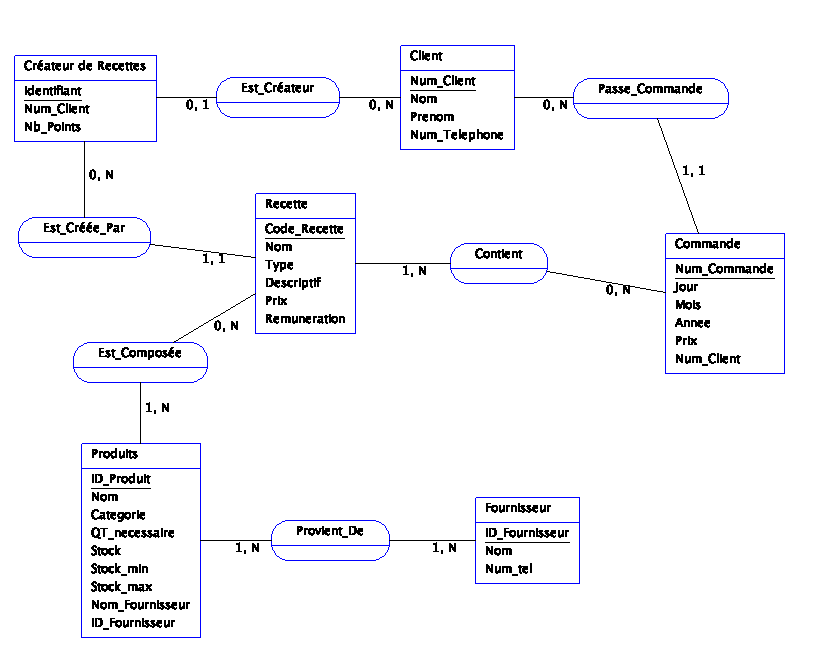 Créateur de Recettes
Identifiant
Num_Client
Nb_Points
0, 1
Est_Créateur
0, N
Client
Num_Client
Nom
Prenom
Num_Telephone
0, N
Passe_Commande
1, 1
0, N
Est_Créée_Par
1, 1
Recette
Code_Recette
Nom
Type
Descriptif
Prix
Remuneration
1, N
Contient
0, N
Commande
Num_Commande
Jour
Mois
Annee
Prix
Num_Client
0, N
Est_Composée
1, N
Produits
ID_Produit
Nom
Categorie
QT_necessaire
Stock
Stock_min
Stock_max
Nom_Fournisseur
ID_Fournisseur
1, N
Provient_De
1, N
Fournisseur
ID_Fournisseur
Nom
Num_tel